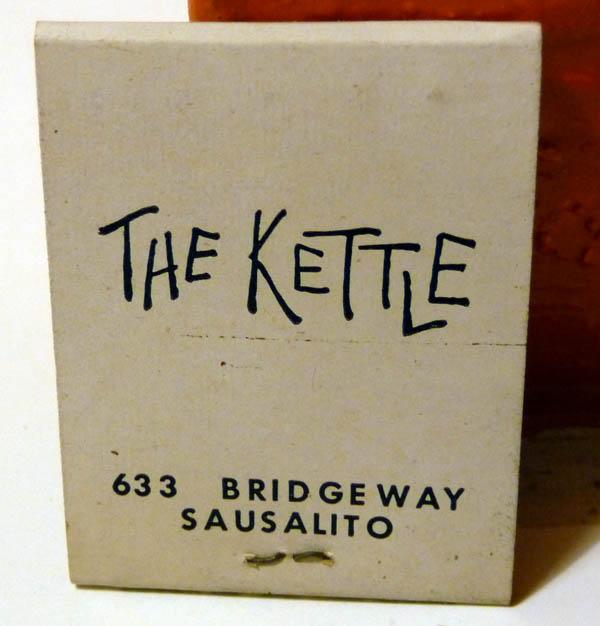 THE KETTLE
633 BRIDGEWAY
SAUSALITO